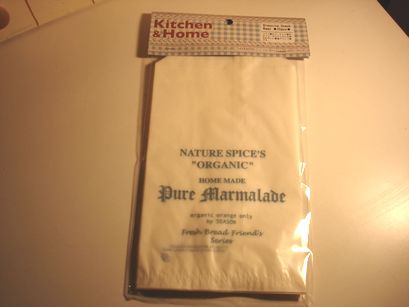 Kitchen
&Home
NATURE SPICE'S
"ORGANIC"
HOME MADE
Pure Marmalade
organic orange only
by SEASON
Fresh Bread Friend's
Series